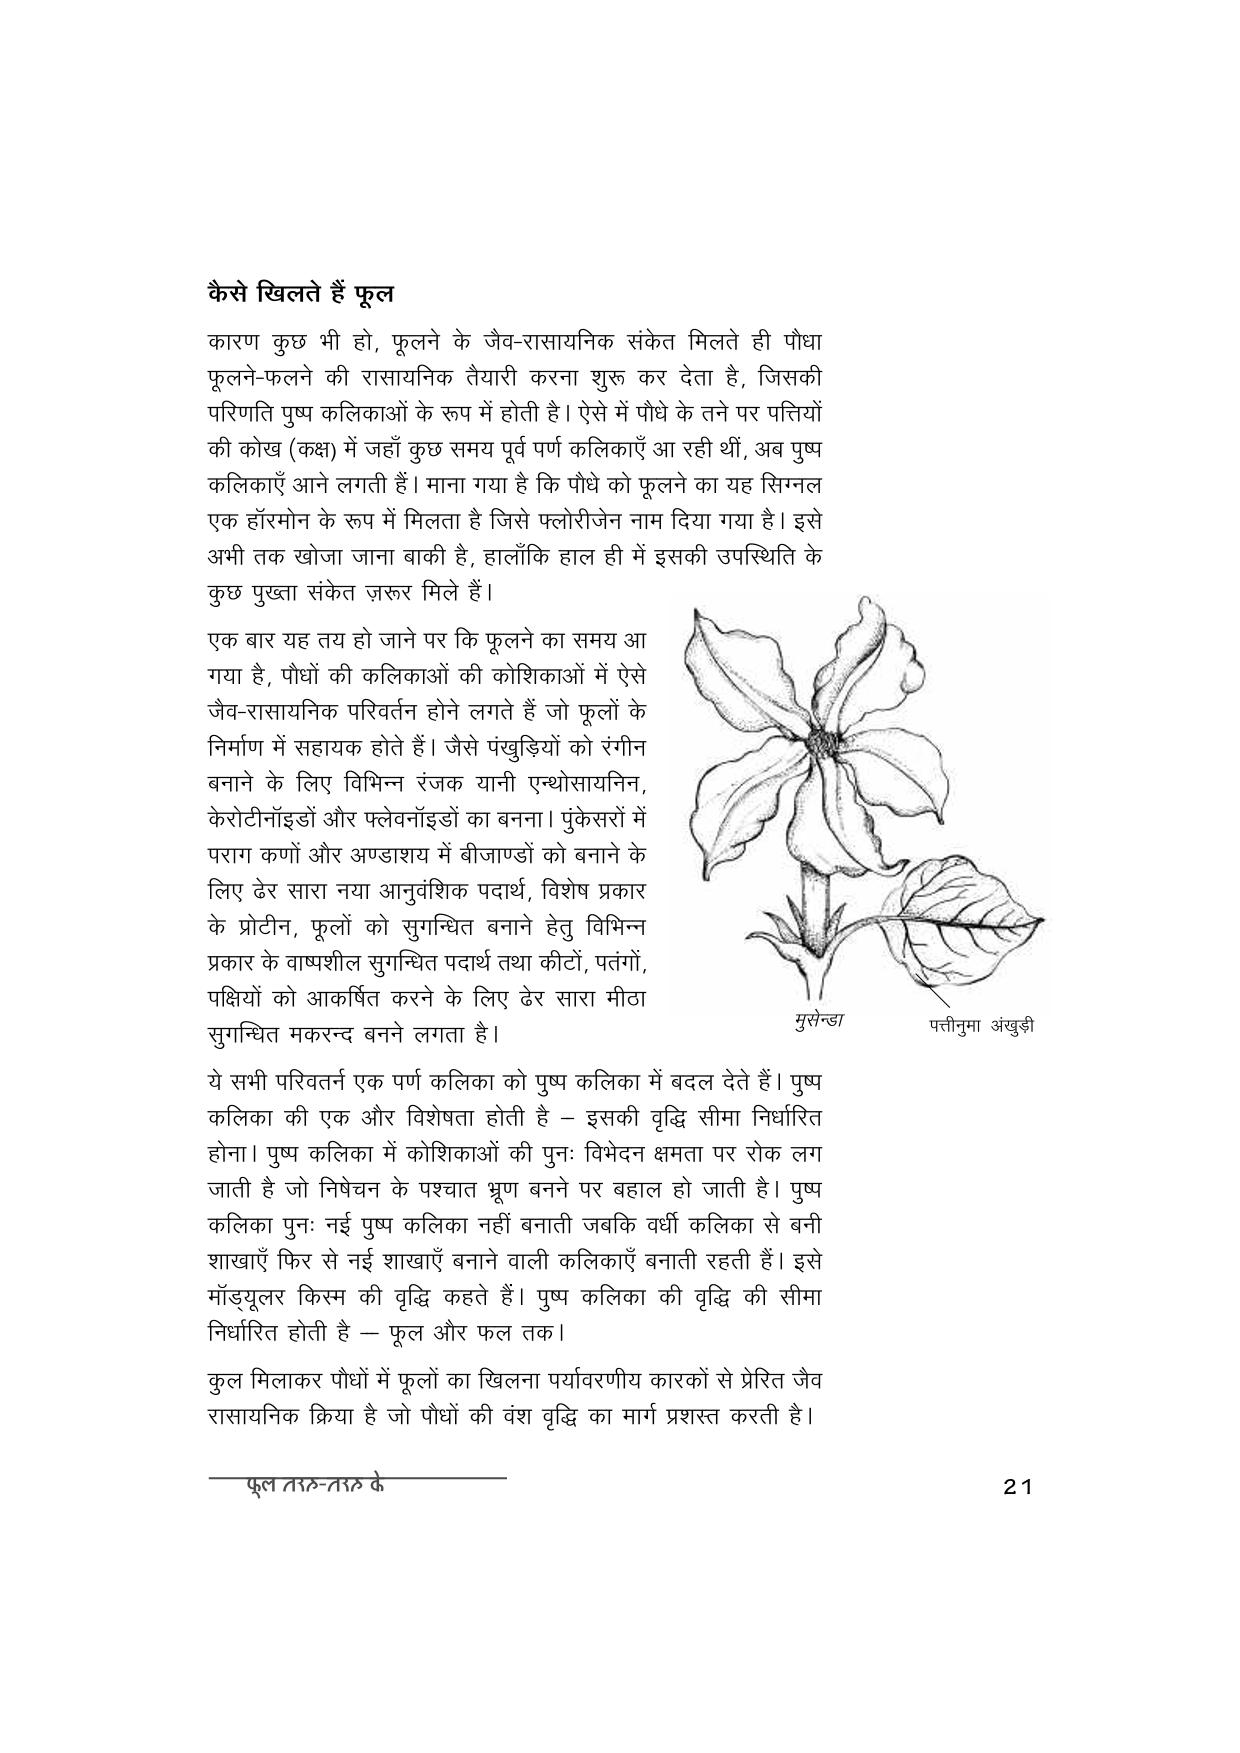 कैसे खिलते हैं फूल
कारण कुछ भी हो, फूलने के जैव-रासायनिक संकेत मिलते ही पौधा
फूलने-फलने की रासायनिक तैयारी करना शुरू कर देता है, जिसकी
परिणति पुष्प कलिकाओं के रूप में होती है। ऐसे में पौधे के तने पर पत्तियों
की कोख (कक्ष) में जहाँ कुछ समय पूर्व पर्ण कलिकाएँ आ रही थीं, अब पुष्प
कलिकाएँ आने लगती हैं। माना गया है कि पौधे को फूलने का यह सिग्नल
एक हॉरमोन के रूप में मिलता है जिसे फ्लोरीजेन नाम दिया गया है। इसे
अभी तक खोजा जाना बाकी है, हालाँकि हाल ही में इसकी उपस्थिति के
कुछ पुख्ता संकेत ज़रूर मिले हैं।
एक बार यह तय हो जाने पर कि फूलने का समय आ
गया है, पौधों की कलिकाओं की कोशिकाओं में ऐसे
जैव-रासायनिक परिवर्तन होने लगते हैं जो फूलों के
निर्माण में सहायक होते हैं। जैसे पंखुड़ियों को रंगीन
बनाने के लिए विभिन्न रंजक यानी एन्थोसायनिन,
केरोटीनॉइडों और फ्लेवनॉइडों का बनना। पुंकेसरों में
पराग कणों और अण्डाशय में बीजाण्डों को बनाने के
लिए ढेर सारा नया आनुवंशिक पदार्थ, विशेष प्रकार
के प्रोटीन, फूलों को सुगन्धित बनाने हेतु विभिन्न
प्रकार के वाष्पशील सुगन्धित पदार्थ तथा कीटों, पतंगों,
पक्षियों को आकर्षित करने के लिए ढेर सारा मीठा
सुगन्धित मकरन्द बनने लगता है।
मुसेन्डा
पत्तीनुमा अंखुड़ी
ये सभी परिवतर्न एक पर्ण कलिका को पुष्प कलिका में बदल देते हैं। पुष्प
कलिका की एक और विशेषता होती है – इसकी वृद्धि सीमा निर्धारित
होना। पुष्प कलिका में कोशिकाओं की पुनः विभेदन क्षमता पर रोक लग
जाती है जो निषेचन के पश्चात भ्रूण बनने पर बहाल हो जाती है। पुष्प
कलिका पुनः नई पुष्प कलिका नहीं बनाती जबकि वर्धी कलिका से बनी
शाखाएँ फिर से नई शाखाएँ बनाने वाली कलिकाएँ बनाती रहती हैं। इसे
मॉड्यूलर किस्म की वृद्धि कहते हैं। पुष्प कलिका की वृद्धि की सीमा
निर्धारित होती है — फूल और फल तक।
कुल मिलाकर पौधों में फूलों का खिलना पर्यावरणीय कारकों से प्रेरित जैव
रासायनिक क्रिया है जो पौधों की वंश वृद्धि का मार्ग प्रशस्त करती है।
फूल तरह-तरह के
21